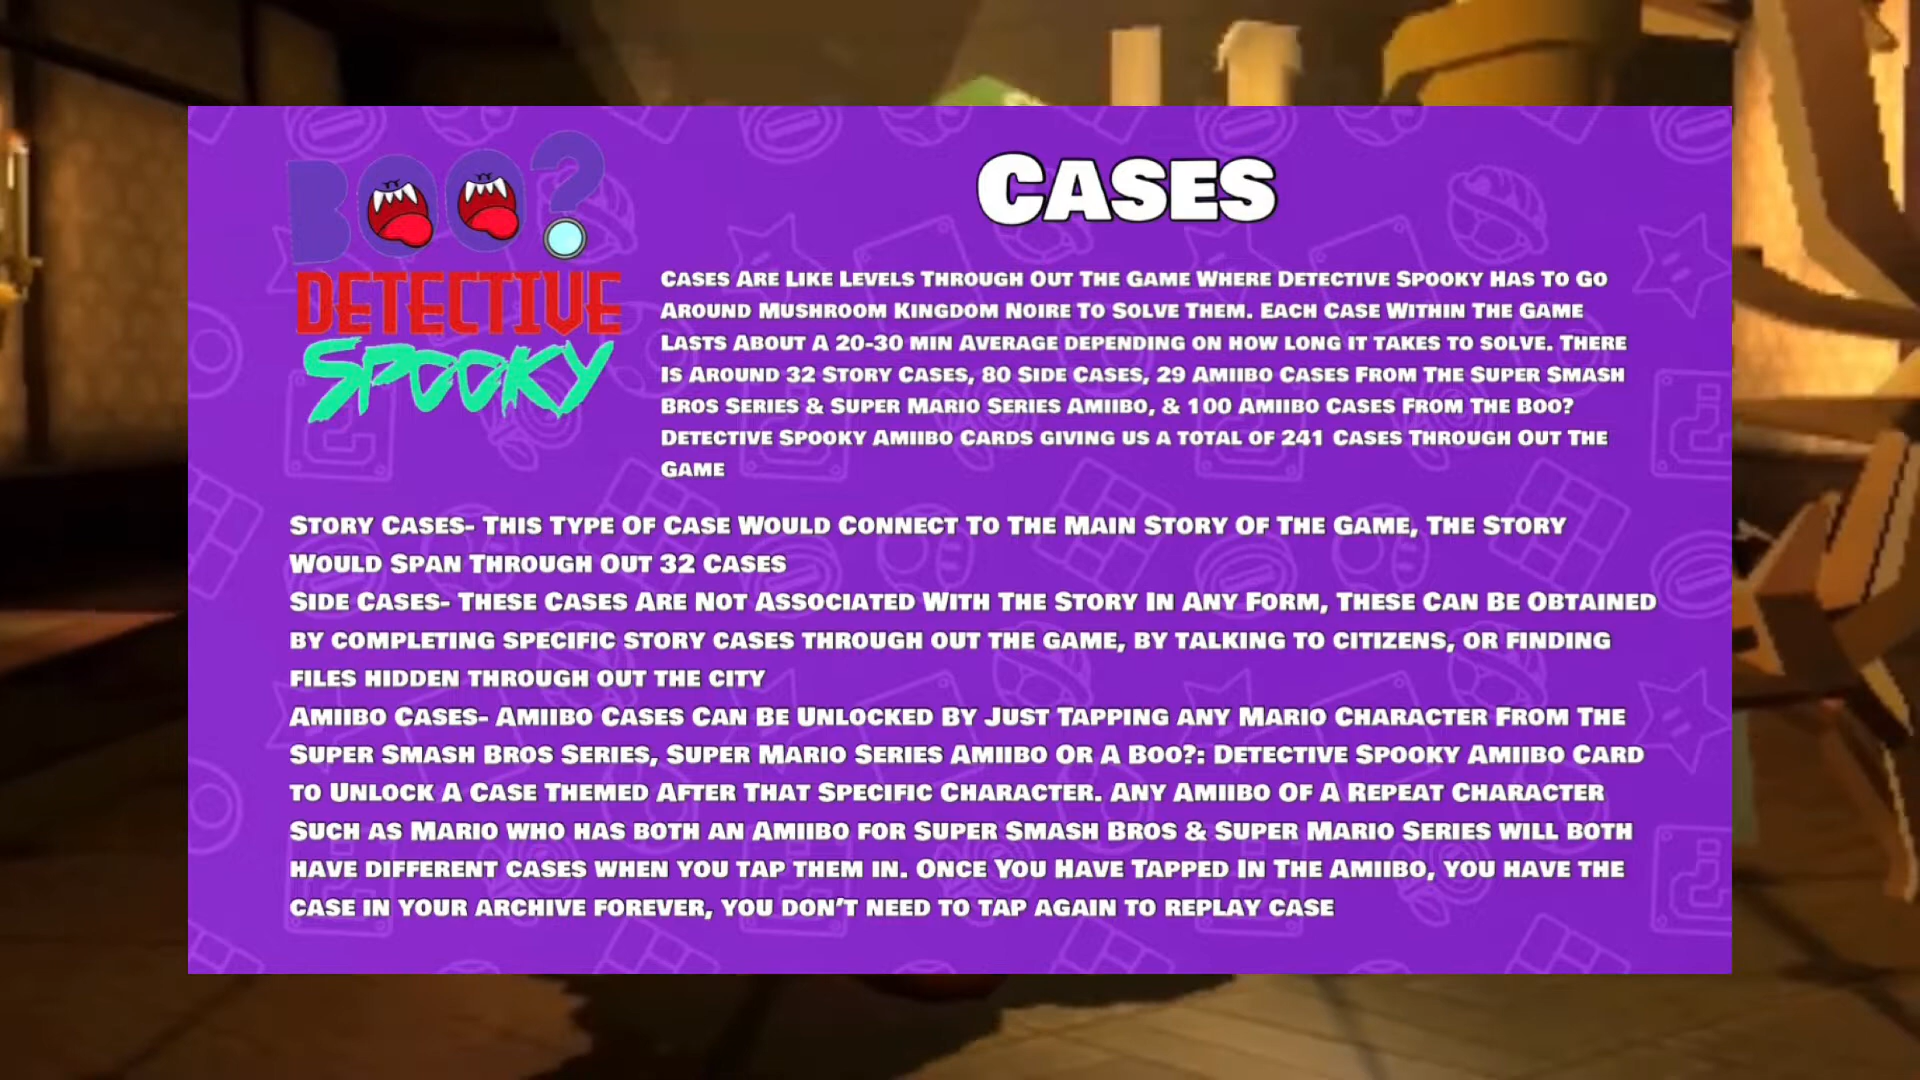 BOO?
DETECTIVE
SPOOKY
Cases
Cases Are Like Levels Through Out The Game Where Detective Spooky Has To Go
Around Mushroom Kingdom Noire To Solve Them. Each Case Within The Game
Lasts About A 20-30 min Average depending on how long it takes to solve. There
Is Around 32 Story Cases, 80 Side Cases, 29 Amiibo Cases From The Super Smash
Bros Series & Super Mario Series Amiibo, & 100 Amiibo Cases From The Boo?
Detective Spooky Amiibo Cards giving us a total of 241 Cases Through Out The
Game
Story Cases- This Type Of Case Would Connect To The Main Story Of The Game, The Story
Would Span Through Out 32 Cases
Side Cases- These Cases Are Not Associated With The Story In Any Form, These Can Be Obtained
by completing specific story cases through out the game, by talking to citizens, or finding
files hidden through out the city
Amiibo Cases- Amiibo Cases Can Be Unlocked By Just Tapping any Mario Character From The
Super Smash Bros Series, Super Mario Series Amiibo Or A Boo?: Detective Spooky Amiibo Card
to Unlock A Case Themed After That Specific Character. Any Amiibo Of A Repeat Character
Such as Mario who has both an Amiibo for Super Smash Bros & Super Mario Series will both
have different cases when you tap them in. Once You Have Tapped In The Amiibo, you have the
case in your archive forever, you don't need to tap again to replay case